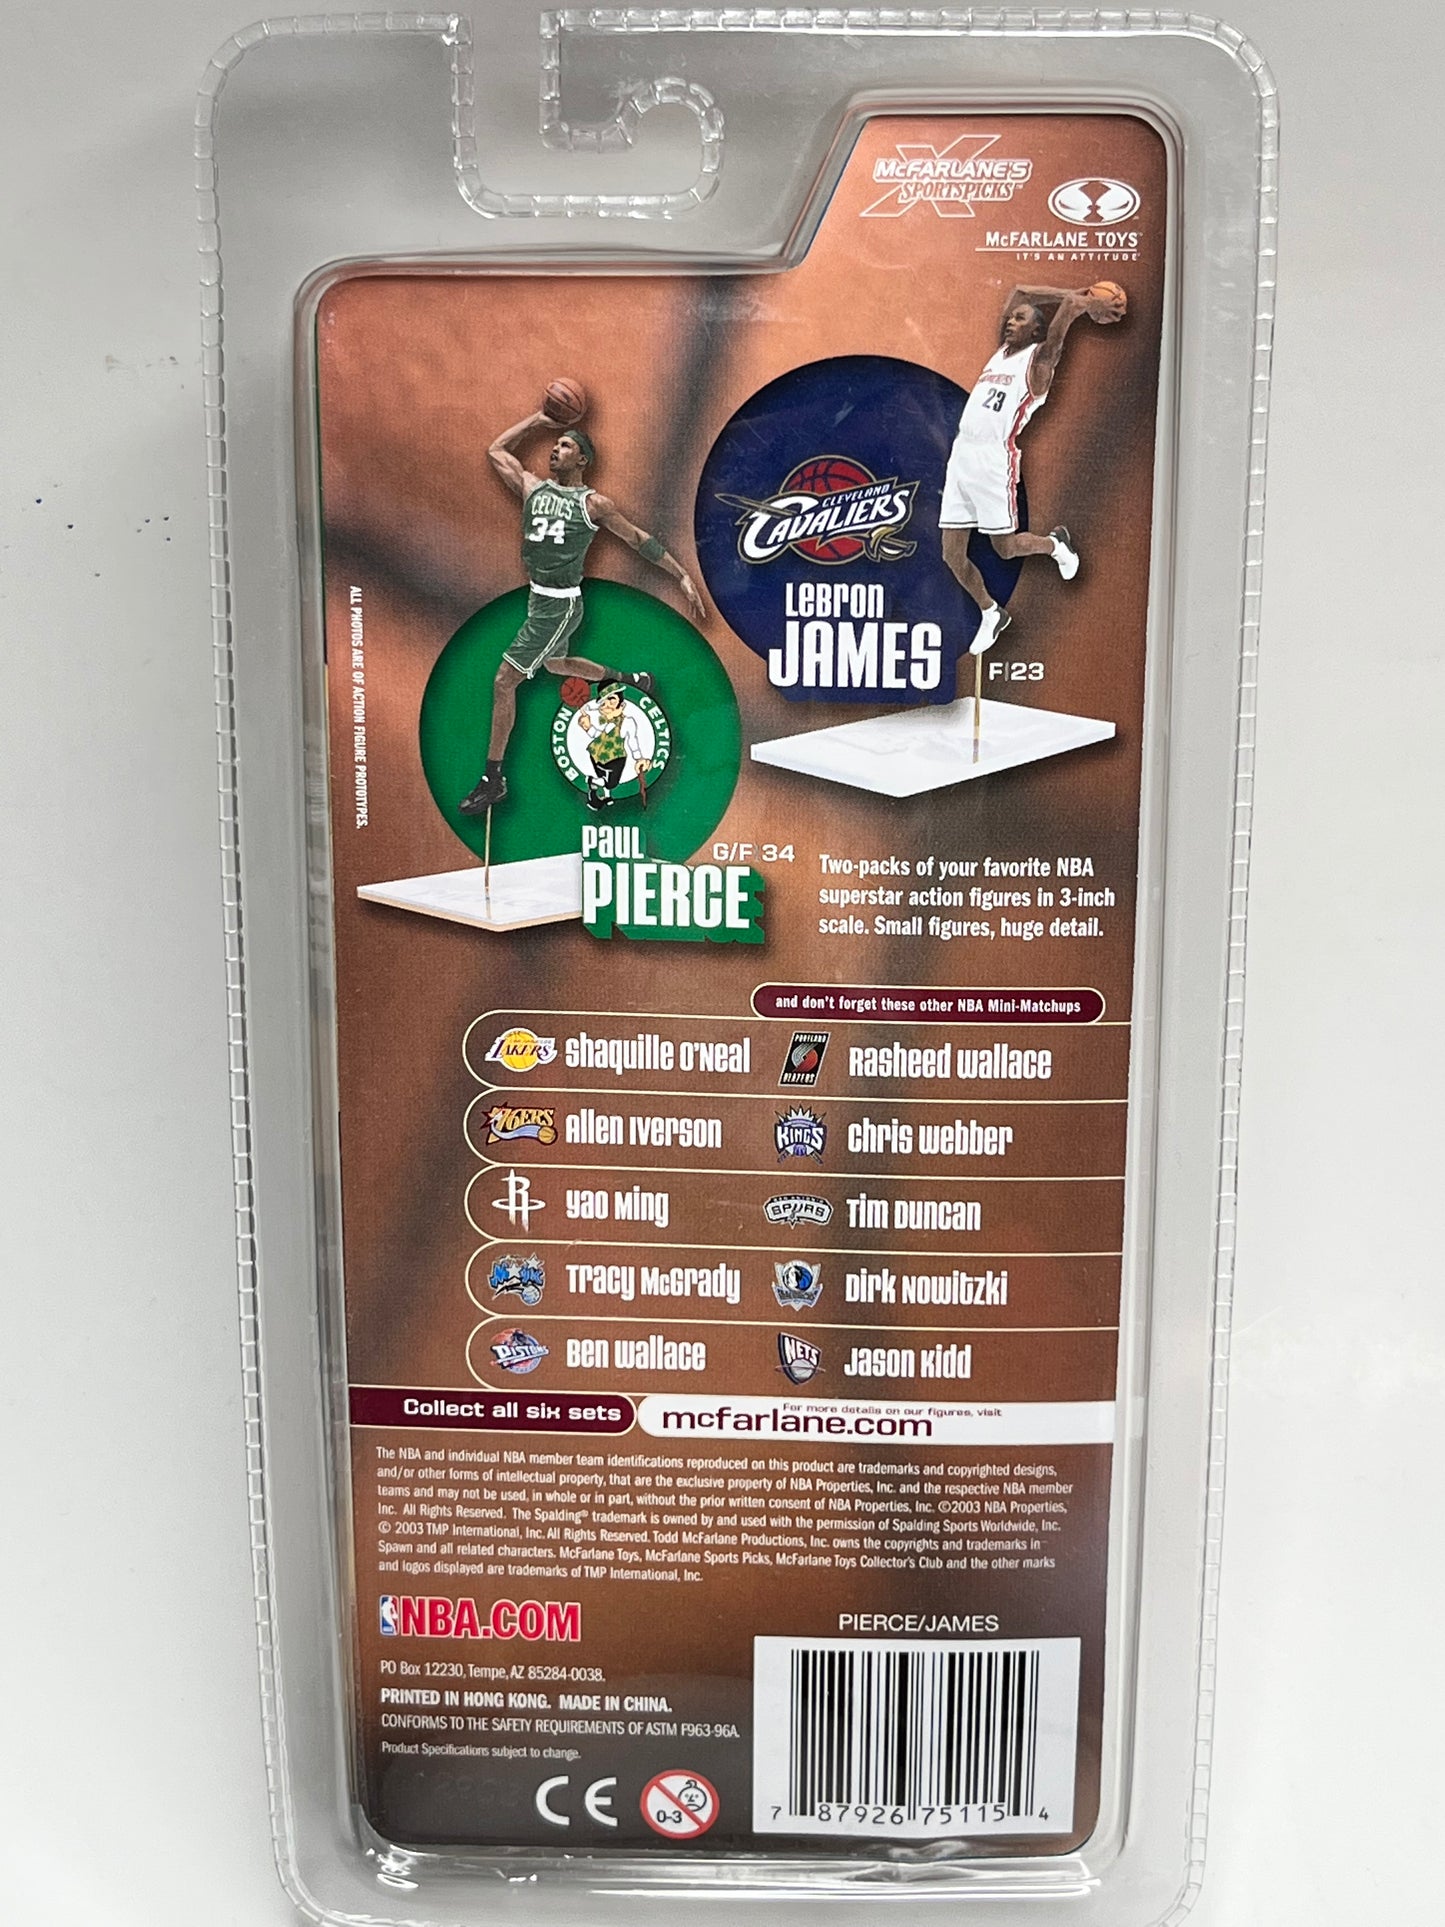 McFARLANE'S
SPORTSPICKS™
McFARLANE TOYS™
IT'S AN ATTITUDE
23
CELTICS
34
CLEVELAND
CAVALIERS
LEBRON
JAMES
F|23
ALL PHOTOS ARE OF ACTION FIGURE PROTOTYPES.
BOSTON CELTICS
PAUL
PIERCE
G/F|34
Two-packs of your favorite NBA
superstar action figures in 3-inch
scale. Small figures, huge detail.
and don't forget these other NBA Mini-Matchups
LAKERS Shaquille O'Neal PORTLAND BLAZERS Rasheed Wallace
76ERS Allen Iverson KINGS Chris Webber
R Yao Ming SPURS Tim Duncan
Magic Tracy McGrady Dirk Nowitzki
PISTONS Ben Wallace NETS Jason Kidd
Collect all six sets
For more details on our figures, visit
mcfarlane.com
The NBA and individual NBA member team identifications reproduced on this product are trademarks and copyrighted designs,
and/or other forms of intellectual property, that are the exclusive property of NBA Properties, Inc. and the respective NBA member
teams and may not be used, in whole or in part, without the prior written consent of NBA Properties, Inc. ©2003 NBA Properties,
Inc. All Rights Reserved. The Spalding® trademark is owned by and used with the permission of Spalding Sports Worldwide, Inc.
© 2003 TMP International, Inc. All Rights Reserved. Todd McFarlane Productions, Inc. owns the copyrights and trademarks in
Spawn and all related characters. McFarlane Toys, McFarlane Sports Picks, McFarlane Toys Collector's Club and the other marks
and logos displayed are trademarks of TMP International, Inc.
NBA.COM
PIERCE/JAMES
PO Box 12230, Tempe, AZ 85284-0038.
PRINTED IN HONG KONG. MADE IN CHINA.
CONFORMS TO THE SAFETY REQUIREMENTS OF ASTM F963-96A.
Product Specifications subject to change.
CE
0-3
7 87926 75115 4